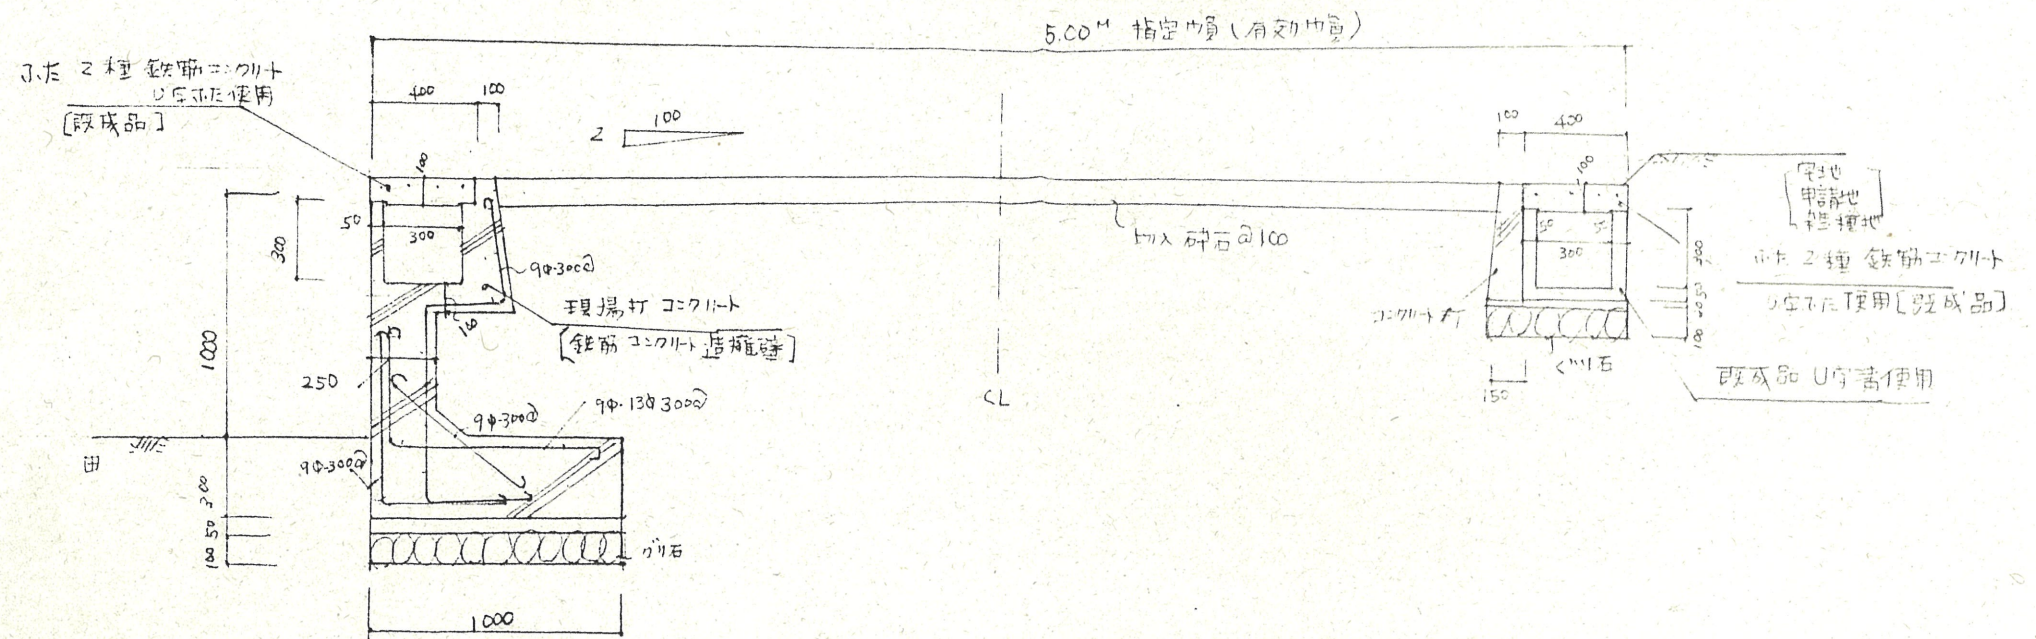 5.00M 指定巾員(有効巾員)
ふた 2種 鉄筋コンクリート
U字ふた使用
[既成品]
400
100
2
100
100
400
100
100
宅地
申請地
雑種地
50
300
300
50
50
300
切込 砕石@100
9φ-300@
現場打 コンクリート
[鉄筋コンクリート造擁壁]
100
1000
250
9φ-300@
9φ-13φ300@
9φ-300@
田
300
50
100
グリ石
1000
CL
ふた 2種 鉄筋コンクリート
U字ふた使用[既成品]
コンクリート打
300
50
50
100
グリ石
150
既成品 U字溝使用